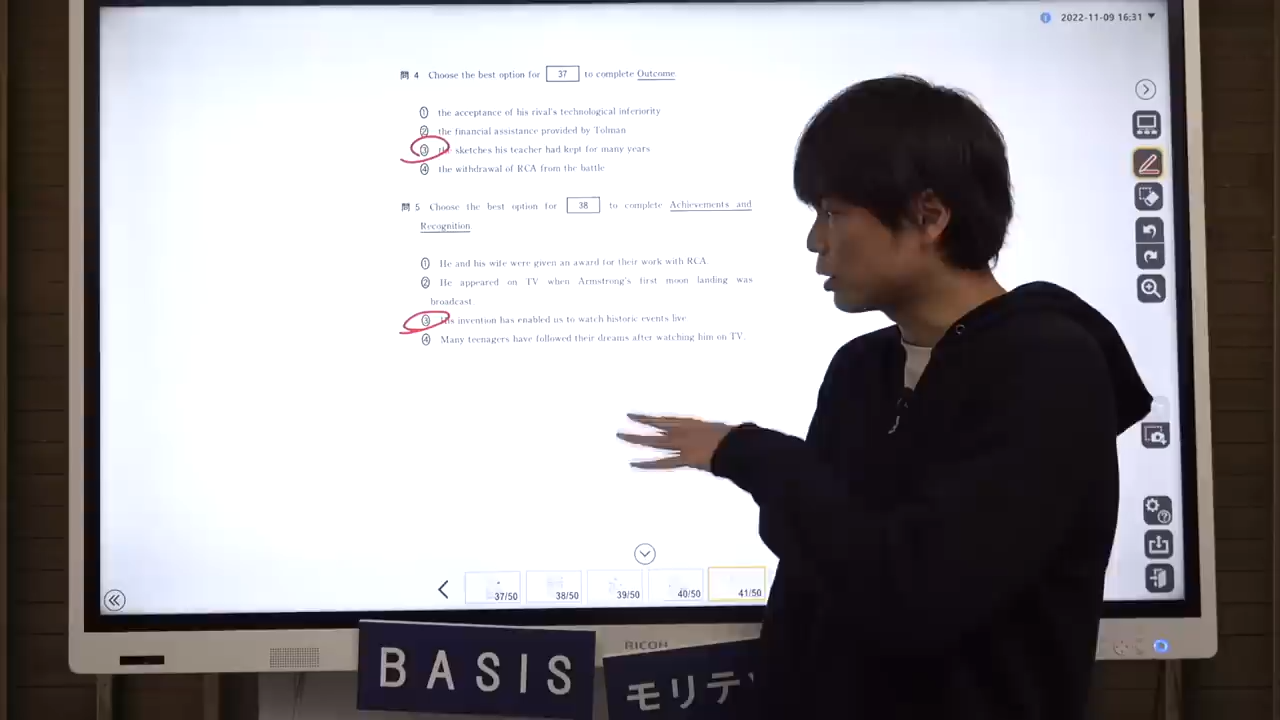 2022-11-09 16:31
問 4 Choose the best option for 37 to complete Outcome
① the acceptance of his rival's technological inferiority
② the financial assistance provided by Tolman
③ the sketches his teacher had kept for many years
④ the withdrawal of RCA from the battle
問 5 Choose the best option for 38 to complete Achievements and
Recognition.
① He and his wife were given an award for their work with RCA.
② He appeared on TV when Armstrong's first moon landing was
broadcast.
③ His invention has enabled us to watch historic events live.
④ Many teenagers have followed their dreams after watching him on TV.
37/50 38/50 39/50 40/50 41/50
RICOH
BASIS
モリテ